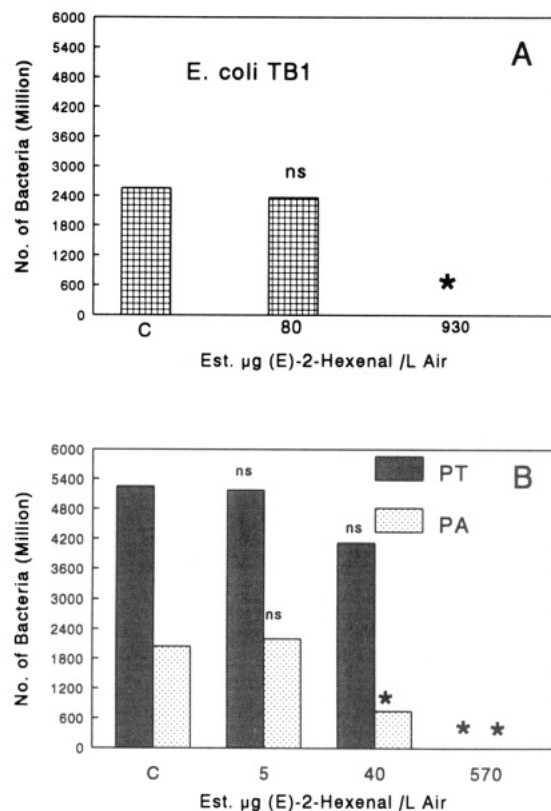 A
E. coli TB1
No. of Bacteria (Million)
6000
5400
4800
4200
3600
3000
2400
1800
1200
600
0
ns
*
C 80 930
Est. µg (E)-2-Hexenal /L Air
B
PT
PA
No. of Bacteria (Million)
6000
5400
4800
4200
3600
3000
2400
1800
1200
600
0
ns
ns
ns
*
* *
C 5 40 570
Est. µg (E)-2-Hexenal /L Air